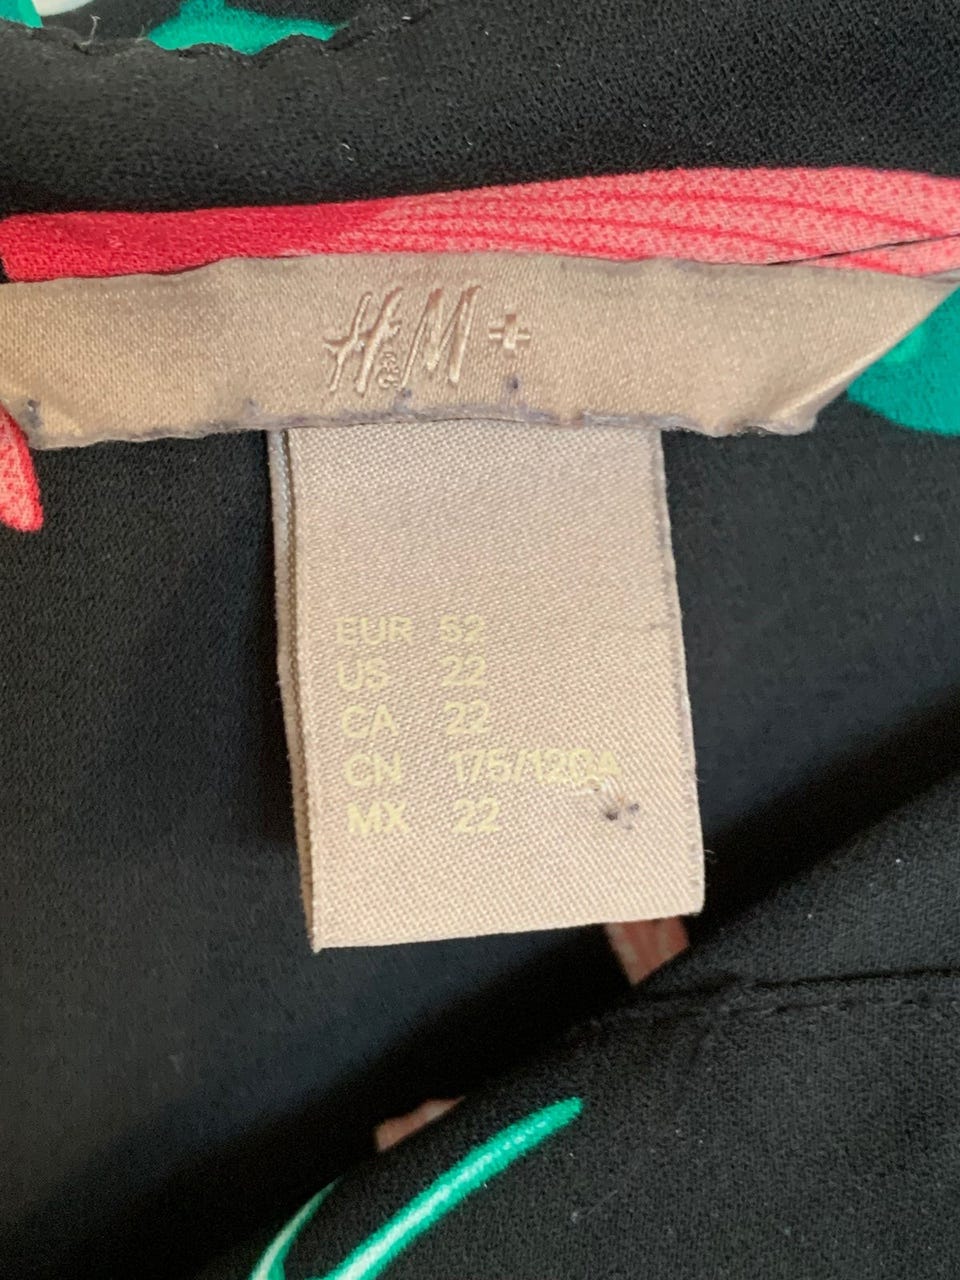 H&M +
EUR 52
US 22
CA 22
CN 175/120A
MX 22